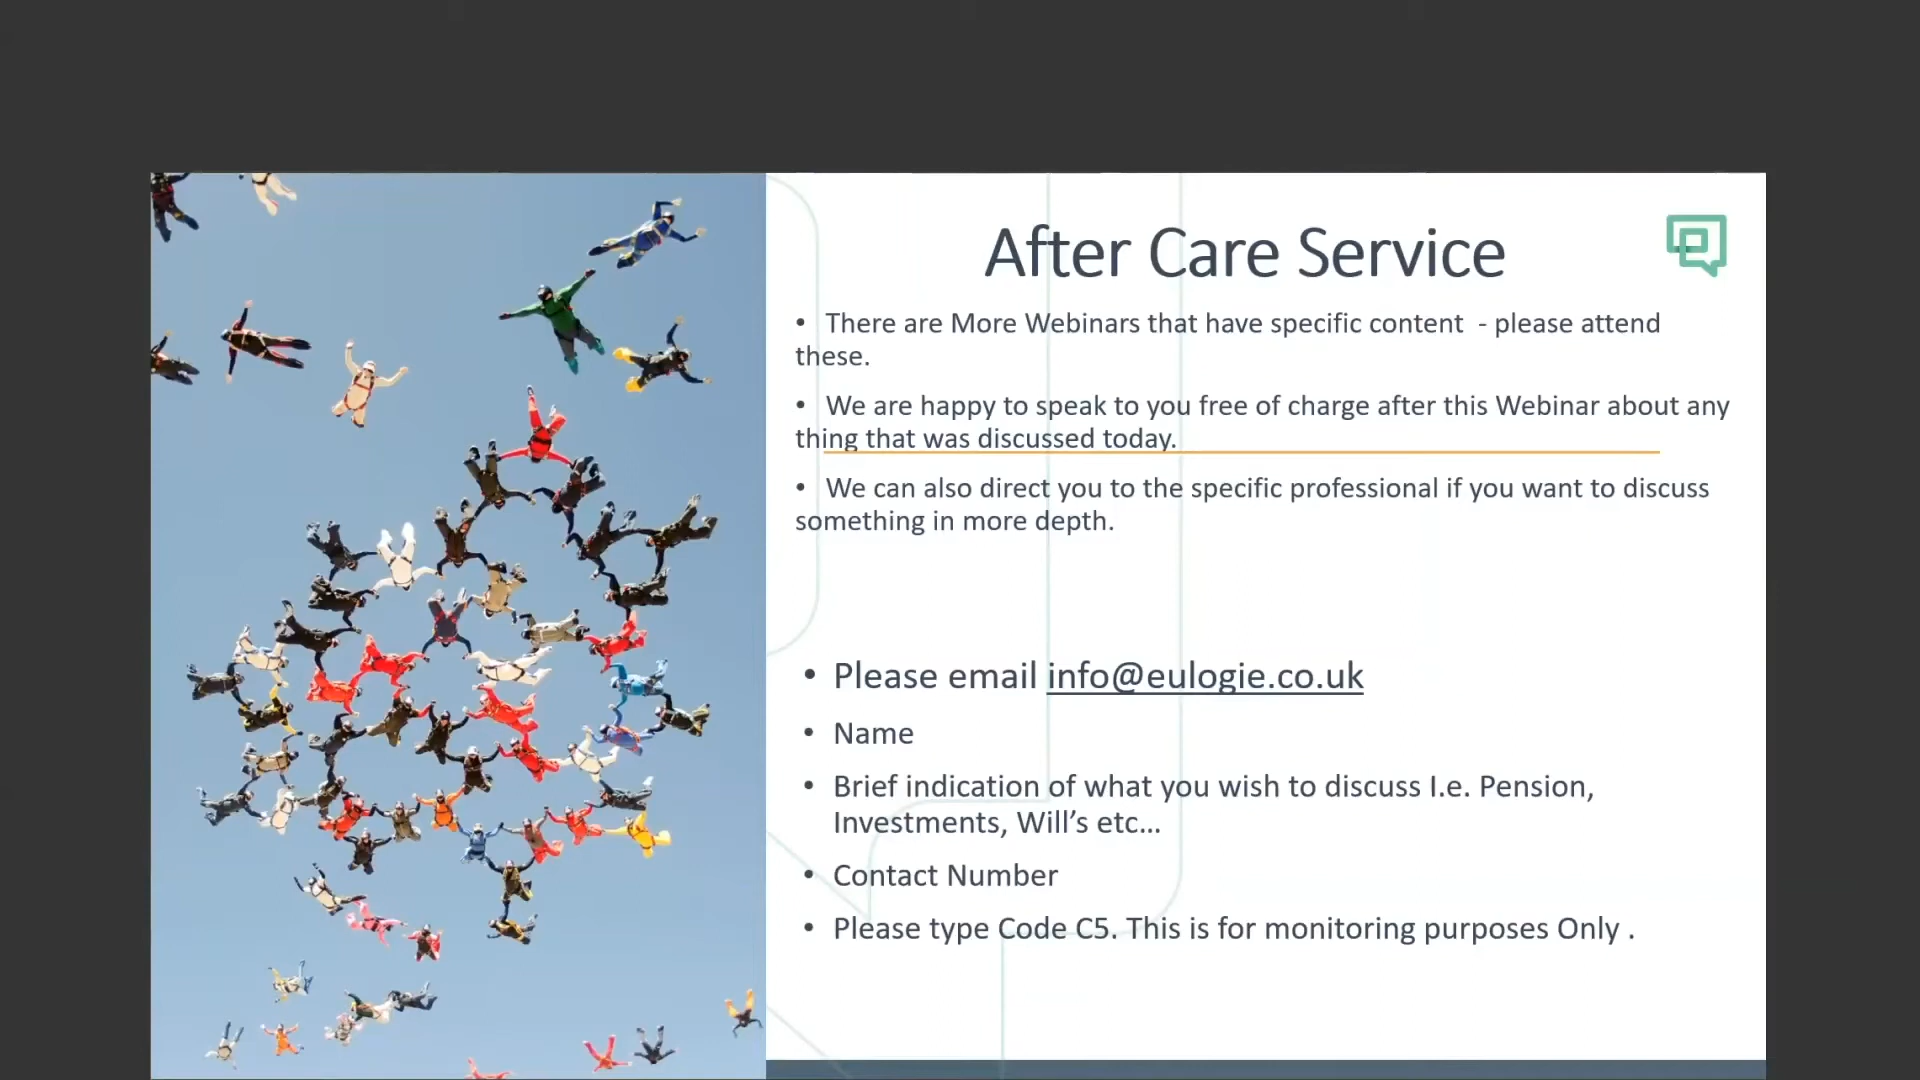 After Care Service
• There are More Webinars that have specific content - please attend
these.
• We are happy to speak to you free of charge after this Webinar about any
thing that was discussed today.
• We can also direct you to the specific professional if you want to discuss
something in more depth.
• Please email info@eulogie.co.uk
• Name
• Brief indication of what you wish to discuss I.e. Pension,
Investments, Will’s etc…
• Contact Number
• Please type Code C5. This is for monitoring purposes Only .